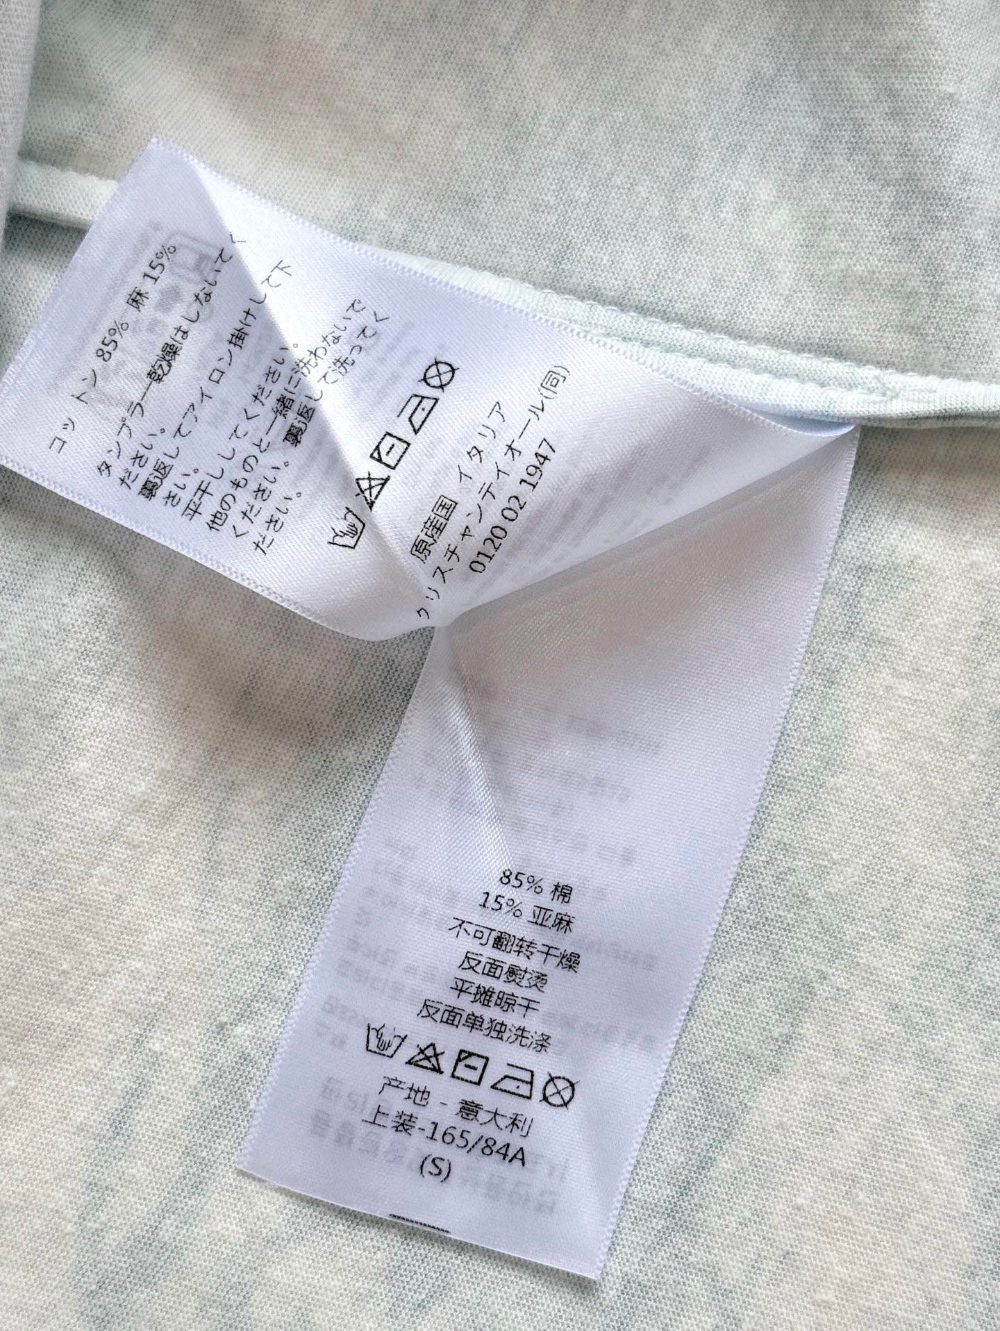 コットン 85% 麻 15%
タンブラー乾燥はしないでく
ださい。
裏返してアイロン掛けして下
さい。
平干ししてください。
他のものと一緒に洗わないで
ください。裏返して洗ってく
ださい。
原産国 イタリア
クリスチャンディオール(同)
0120 02 1947
85% 棉
15% 亚麻
不可翻转干燥
反面熨烫
平摊晾干
反面单独洗涤
产地 - 意大利
上装-165/84A
(S)